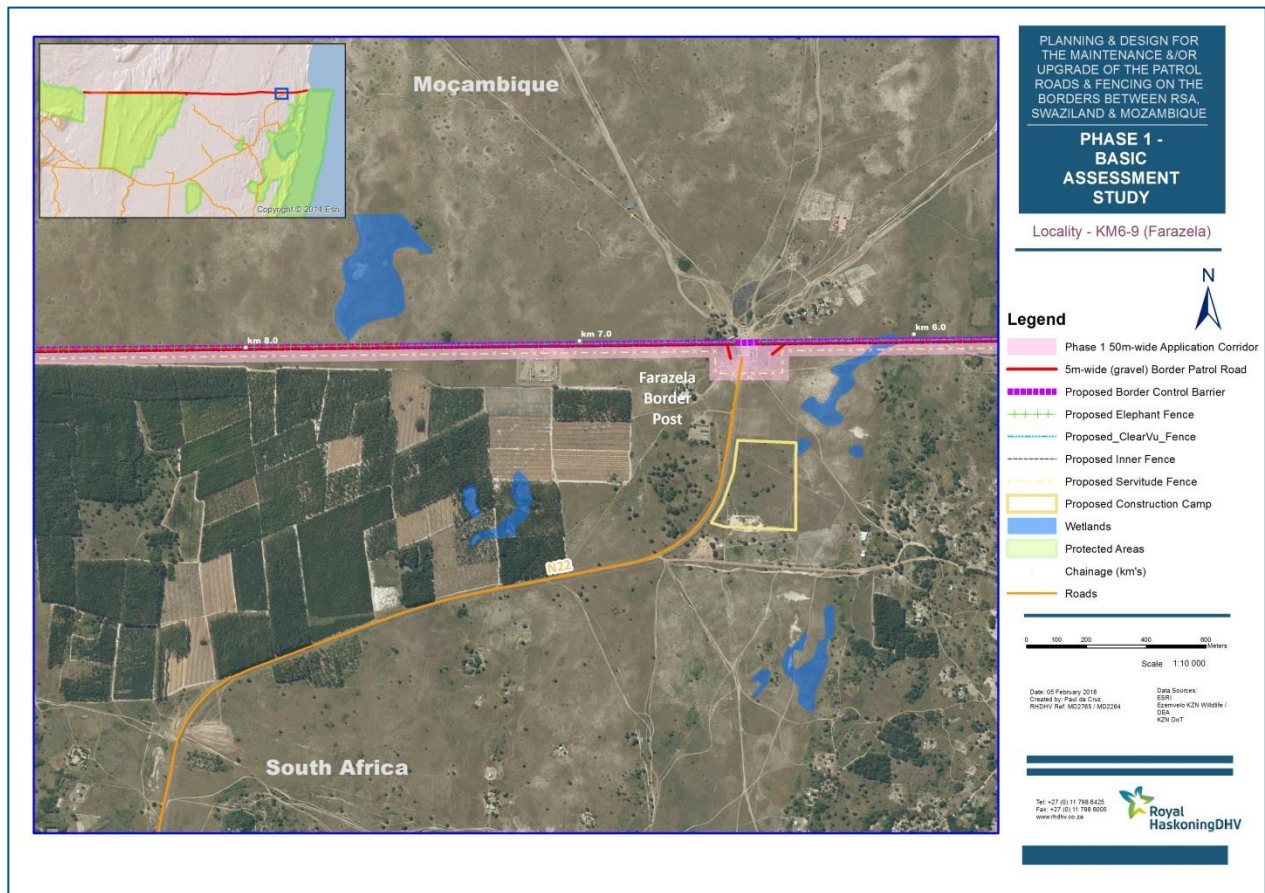 Moçambique
Copyright © 2014 Esri
km 8.0
km 7.0
km 6.0
Farazela
Border
Post
N22
South Africa
PLANNING & DESIGN FOR
THE MAINTENANCE &/OR
UPGRADE OF THE PATROL
ROADS & FENCING ON THE
BORDERS BETWEEN RSA,
SWAZILAND & MOZAMBIQUE
PHASE 1 -
BASIC
ASSESSMENT
STUDY
Locality - KM6-9 (Farazela)
N
Legend
Phase 1 50m-wide Application Corridor
5m-wide (gravel) Border Patrol Road
Proposed Border Control Barrier
Proposed Elephant Fence
Proposed_ClearVu_Fence
Proposed Inner Fence
Proposed Servitude Fence
Proposed Construction Camp
Wetlands
Protected Areas
Chainage (km's)
Roads
0 100 200 400 600
Meters
Scale 1:10 000
Date: 05 February 2018
Created by: Paul da Cruz
RHDHV Ref: MD2765 / MD2264
Data Sources:
ESRI
Ezemvelo KZN Wildlife /
DEA
KZN DoT
Tel: +27 (0) 11 798 6425
Fax: +27 (0) 11 798 6005
www.rhdhv.co.za
Royal
HaskoningDHV